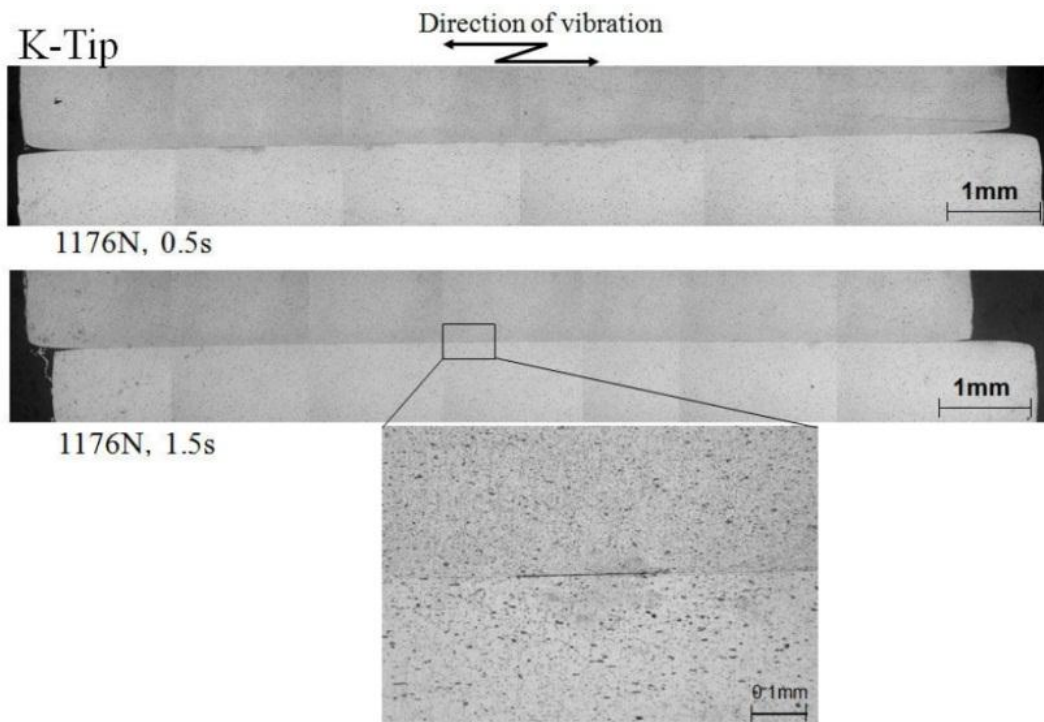 Direction of vibration
K-Tip
1mm
1176N, 0.5s
1mm
1176N, 1.5s
0.1mm